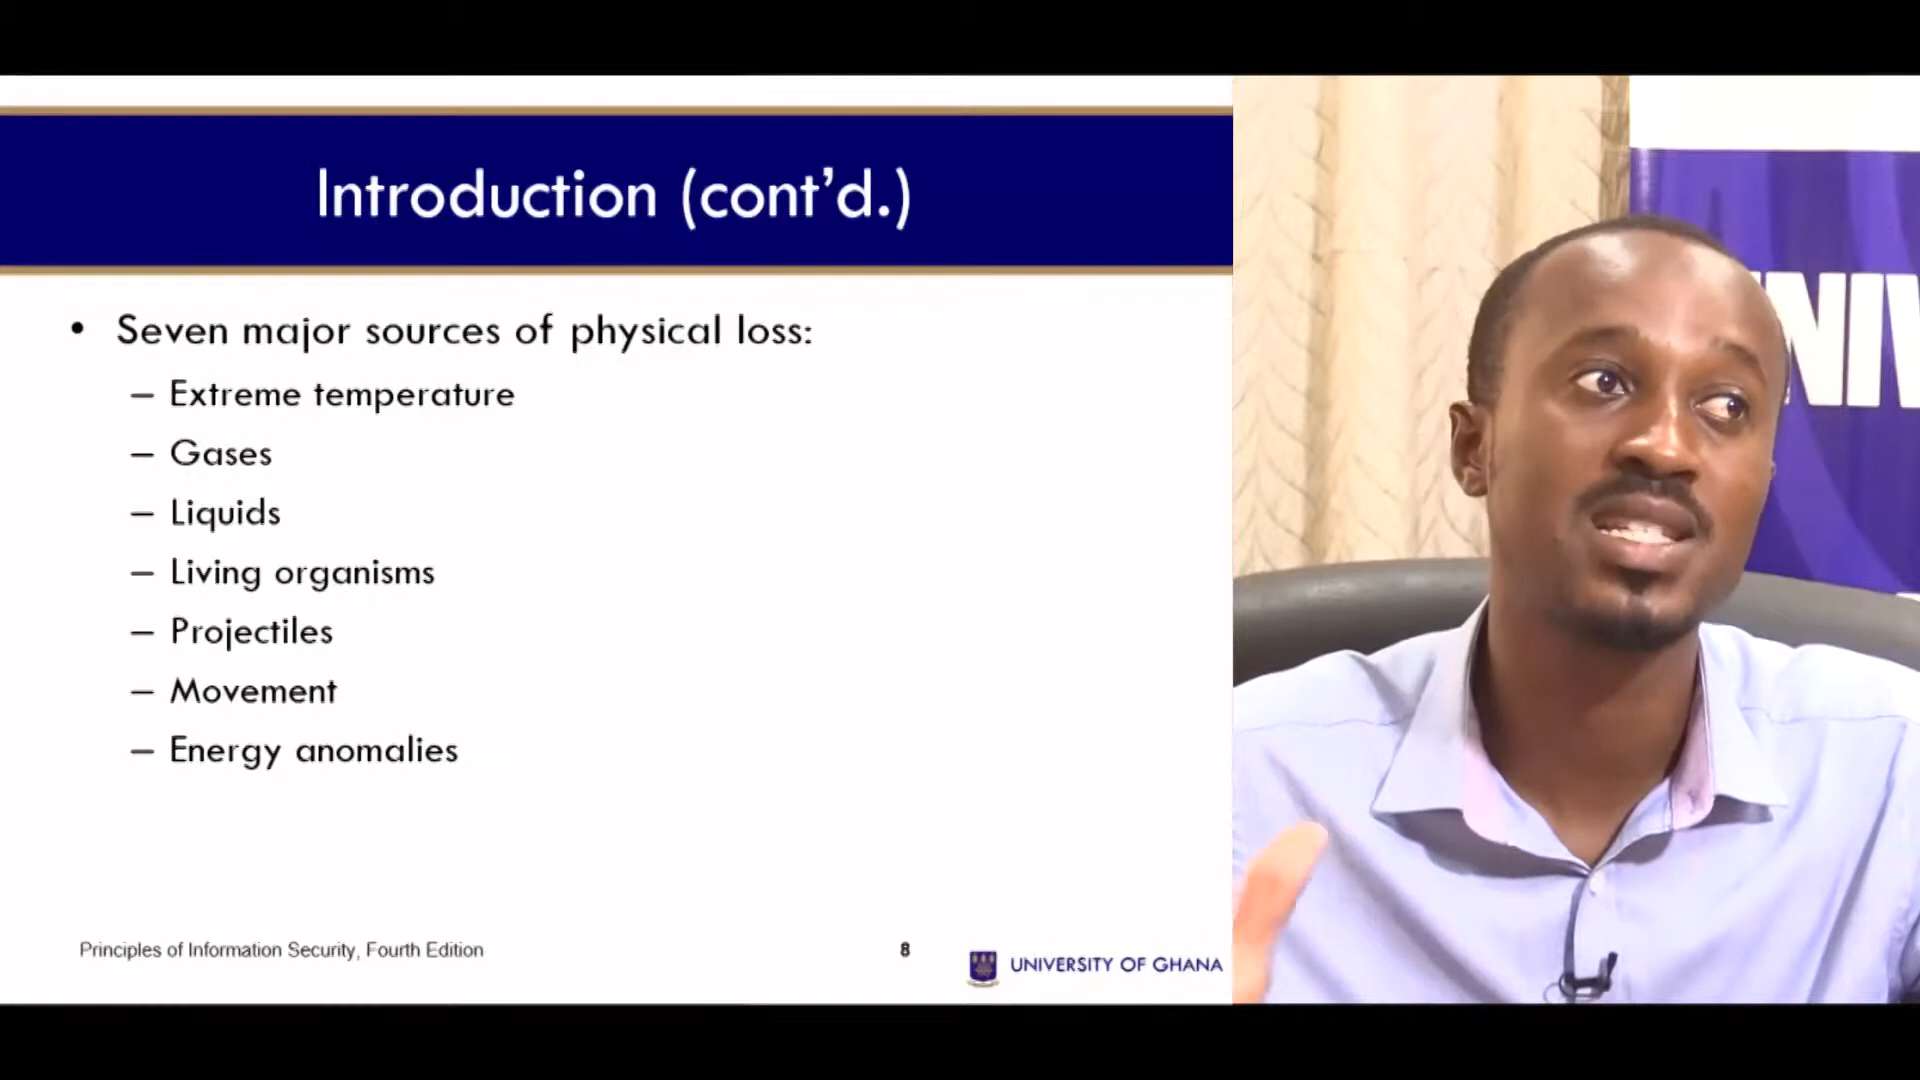 Introduction (cont’d.)
• Seven major sources of physical loss:
– Extreme temperature
– Gases
– Liquids
– Living organisms
– Projectiles
– Movement
– Energy anomalies
Principles of Information Security, Fourth Edition
8
UNIVERSITY OF GHANA
NIV